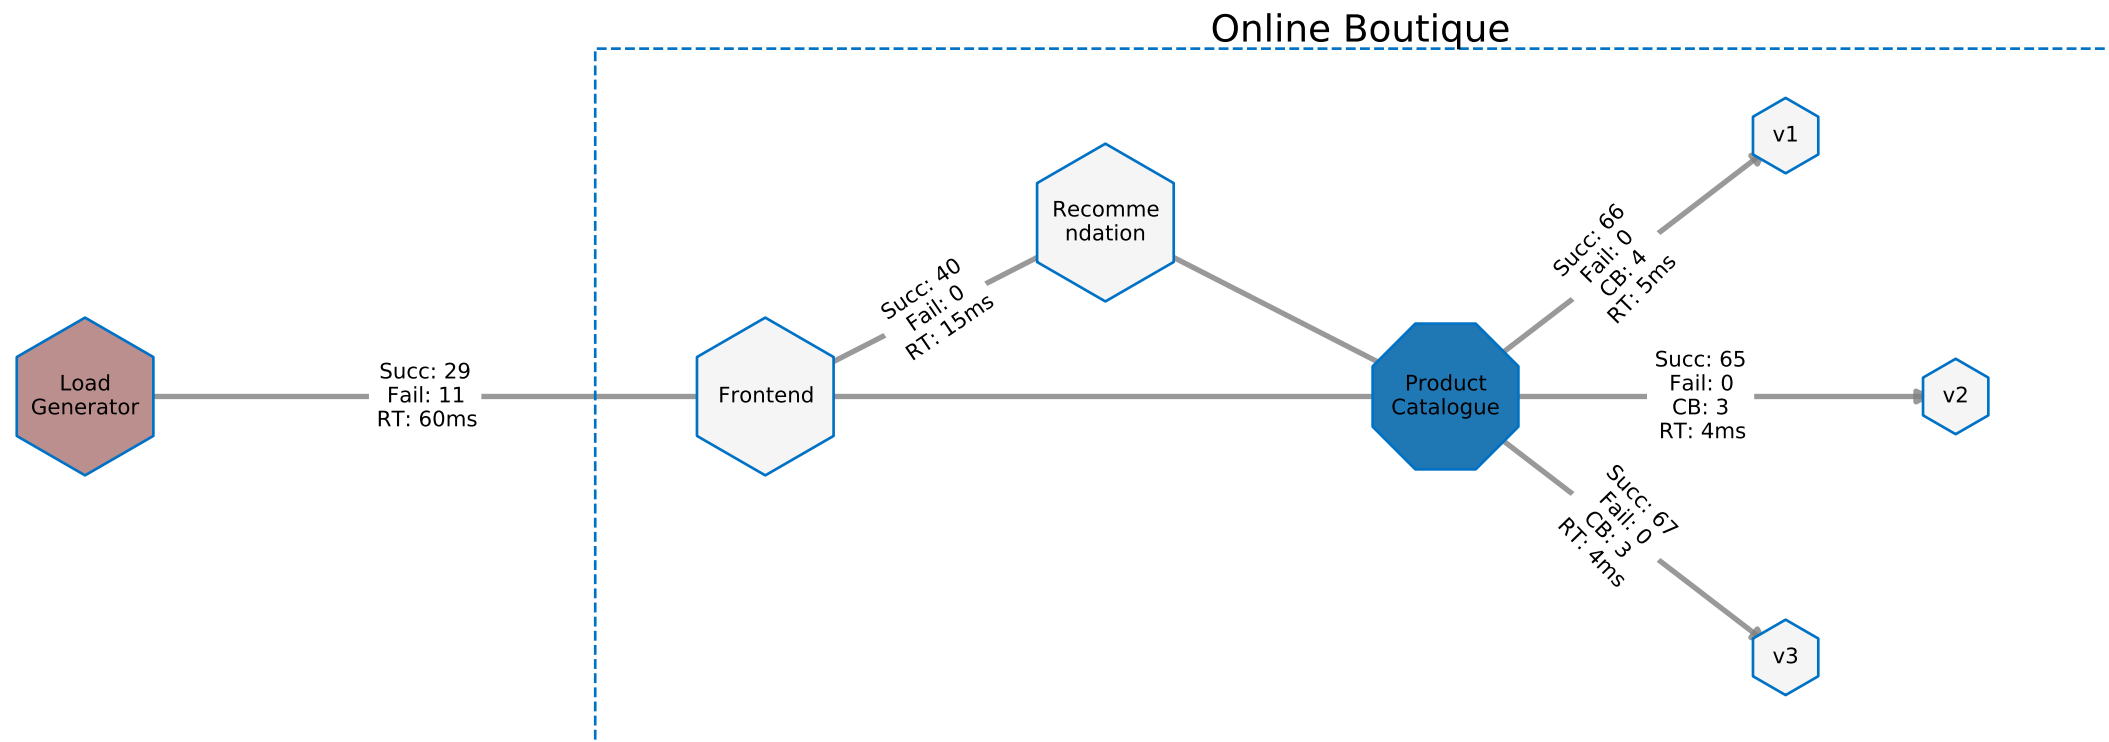 Online Boutique
Load
Generator
Succ: 29
Fail: 11
RT: 60ms
Frontend
Succ: 40
Fail: 0
RT: 15ms
Recomme
ndation
Product
Catalogue
Succ: 66
Fail: 0
CB: 4
RT: 5ms
v1
Succ: 65
Fail: 0
CB: 3
RT: 4ms
v2
Succ: 67
Fail: 0
CB: 3
RT: 4ms
v3